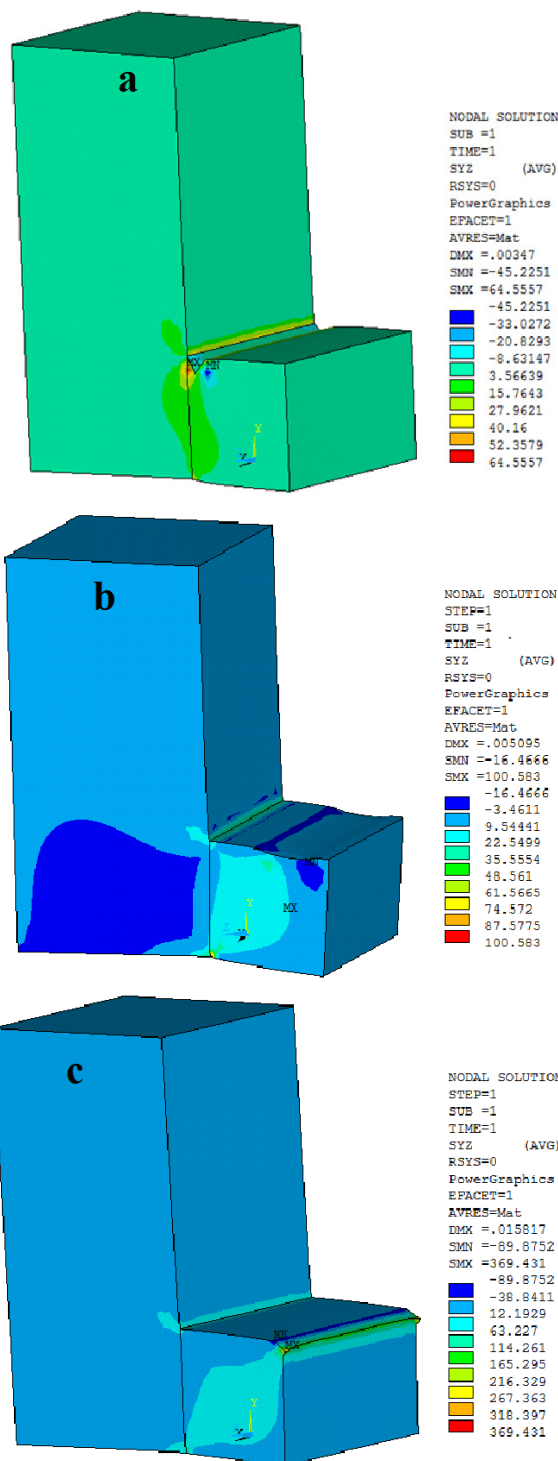 a
NODAL SOLUTION
SUB =1
TIME=1
SYZ (AVG)
RSYS=0
PowerGraphics
EFACET=1
AVRES=Mat
DMX =.00347
SMN =-45.2251
SMX =64.5557
-45.2251
-33.0272
-20.8293
-8.63147
3.56639
15.7643
27.9621
40.16
52.3579
64.5557
MX MN
Y
b
NODAL SOLUTION
STEP=1
SUB =1
TIME=1
SYZ (AVG)
RSYS=0
PowerGraphics
EFACET=1
AVRES=Mat
DMX =.005095
SMN =-16.4666
SMX =100.583
-16.4666
-3.4611
9.54441
22.5499
35.5554
48.561
61.5665
74.572
87.5775
100.583
MN
MX
Y
Z
c
NODAL SOLUTION
STEP=1
SUB =1
TIME=1
SYZ (AVG)
RSYS=0
PowerGraphics
EFACET=1
AVRES=Mat
DMX =.015817
SMN =-89.8752
SMX =369.431
-89.8752
-38.8411
12.1929
63.227
114.261
165.295
216.329
267.363
318.397
369.431
MN
MX
Y
X